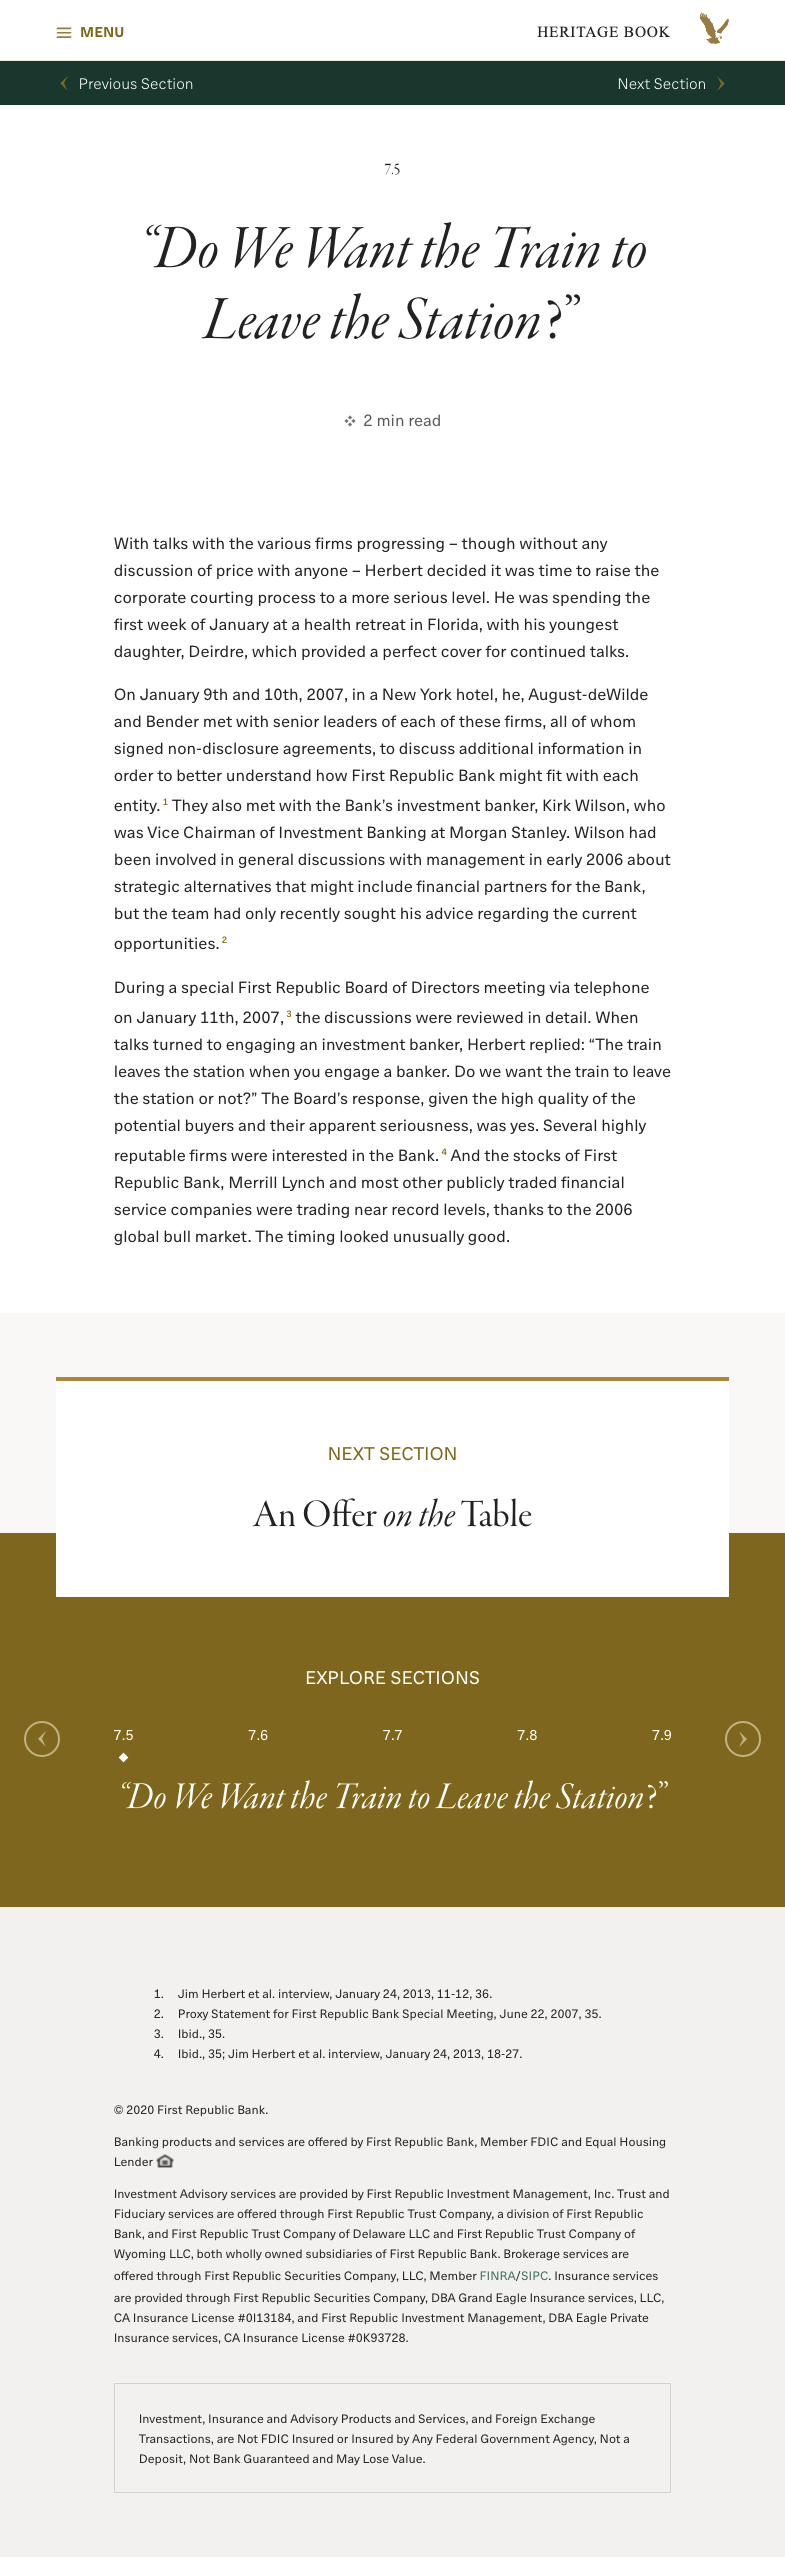 MENU
HERITAGE BOOK
Previous Section
Next Section
7.5
“Do We Want the Train to
Leave the Station?”
2 min read
With talks with the various firms progressing – though without any
discussion of price with anyone – Herbert decided it was time to raise the
corporate courting process to a more serious level. He was spending the
first week of January at a health retreat in Florida, with his youngest
daughter, Deirdre, which provided a perfect cover for continued talks.
On January 9th and 10th, 2007, in a New York hotel, he, August-deWilde
and Bender met with senior leaders of each of these firms, all of whom
signed non-disclosure agreements, to discuss additional information in
order to better understand how First Republic Bank might fit with each
entity. 1 They also met with the Bank’s investment banker, Kirk Wilson, who
was Vice Chairman of Investment Banking at Morgan Stanley. Wilson had
been involved in general discussions with management in early 2006 about
strategic alternatives that might include financial partners for the Bank,
but the team had only recently sought his advice regarding the current
opportunities. 2
During a special First Republic Board of Directors meeting via telephone
on January 11th, 2007, 3 the discussions were reviewed in detail. When
talks turned to engaging an investment banker, Herbert replied: “The train
leaves the station when you engage a banker. Do we want the train to leave
the station or not?” The Board’s response, given the high quality of the
potential buyers and their apparent seriousness, was yes. Several highly
reputable firms were interested in the Bank. 4 And the stocks of First
Republic Bank, Merrill Lynch and most other publicly traded financial
service companies were trading near record levels, thanks to the 2006
global bull market. The timing looked unusually good.
NEXT SECTION
An Offer on the Table
EXPLORE SECTIONS
7.5 7.6 7.7 7.8 7.9
“Do We Want the Train to Leave the Station?”
1. Jim Herbert et al. interview, January 24, 2013, 11-12, 36.
2. Proxy Statement for First Republic Bank Special Meeting, June 22, 2007, 35.
3. Ibid., 35.
4. Ibid., 35; Jim Herbert et al. interview, January 24, 2013, 18-27.
© 2020 First Republic Bank.
Banking products and services are offered by First Republic Bank, Member FDIC and Equal Housing
Lender
Investment Advisory services are provided by First Republic Investment Management, Inc. Trust and
Fiduciary services are offered through First Republic Trust Company, a division of First Republic
Bank, and First Republic Trust Company of Delaware LLC and First Republic Trust Company of
Wyoming LLC, both wholly owned subsidiaries of First Republic Bank. Brokerage services are
offered through First Republic Securities Company, LLC, Member FINRA/SIPC. Insurance services
are provided through First Republic Securities Company, DBA Grand Eagle Insurance services, LLC,
CA Insurance License #0I13184, and First Republic Investment Management, DBA Eagle Private
Insurance services, CA Insurance License #0K93728.
Investment, Insurance and Advisory Products and Services, and Foreign Exchange
Transactions, are Not FDIC Insured or Insured by Any Federal Government Agency, Not a
Deposit, Not Bank Guaranteed and May Lose Value.